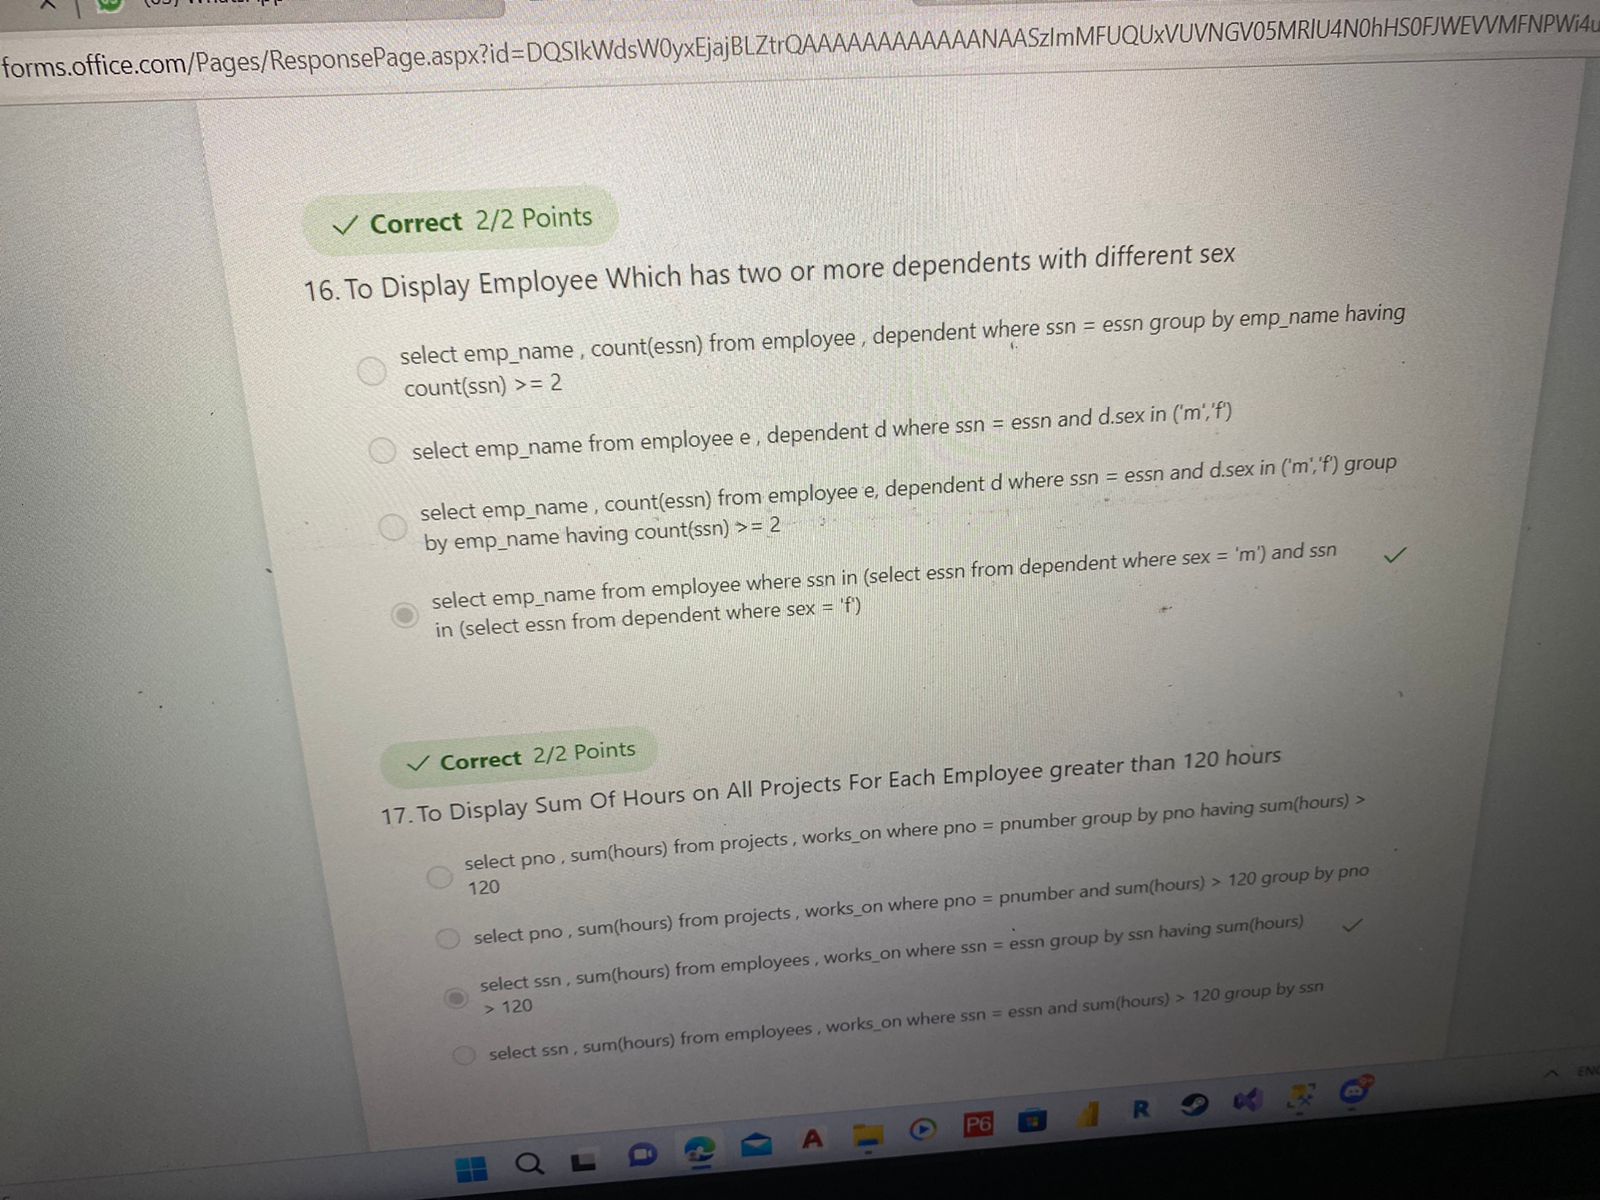 forms.office.com/Pages/ResponsePage.aspx?id=DQSIkWdsW0yxEjajBLZtrQAAAAAAAAAAAANAASzImMFUQUxVUVNGV05MRlU4N0hHS0FJWEVVMFNPWi4u
Correct 2/2 Points
16. To Display Employee Which has two or more dependents with different sex
select emp_name , count(essn) from employee , dependent where ssn = essn group by emp_name having
count(ssn) >= 2
select emp_name from employee e , dependent d where ssn = essn and d.sex in ('m','f')
select emp_name , count(essn) from employee e, dependent d where ssn = essn and d.sex in ('m','f') group
by emp_name having count(ssn) >= 2
select emp_name from employee where ssn in (select essn from dependent where sex = 'm') and ssn
in (select essn from dependent where sex = 'f')
Correct 2/2 Points
17. To Display Sum Of Hours on All Projects For Each Employee greater than 120 hours
select pno , sum(hours) from projects , works_on where pno = pnumber group by pno having sum(hours) >
120
select pno , sum(hours) from projects , works_on where pno = pnumber and sum(hours) > 120 group by pno
select ssn , sum(hours) from employees , works_on where ssn = essn group by ssn having sum(hours)
> 120
select ssn , sum(hours) from employees , works_on where ssn = essn and sum(hours) > 120 group by ssn
ENG
A
P6
R